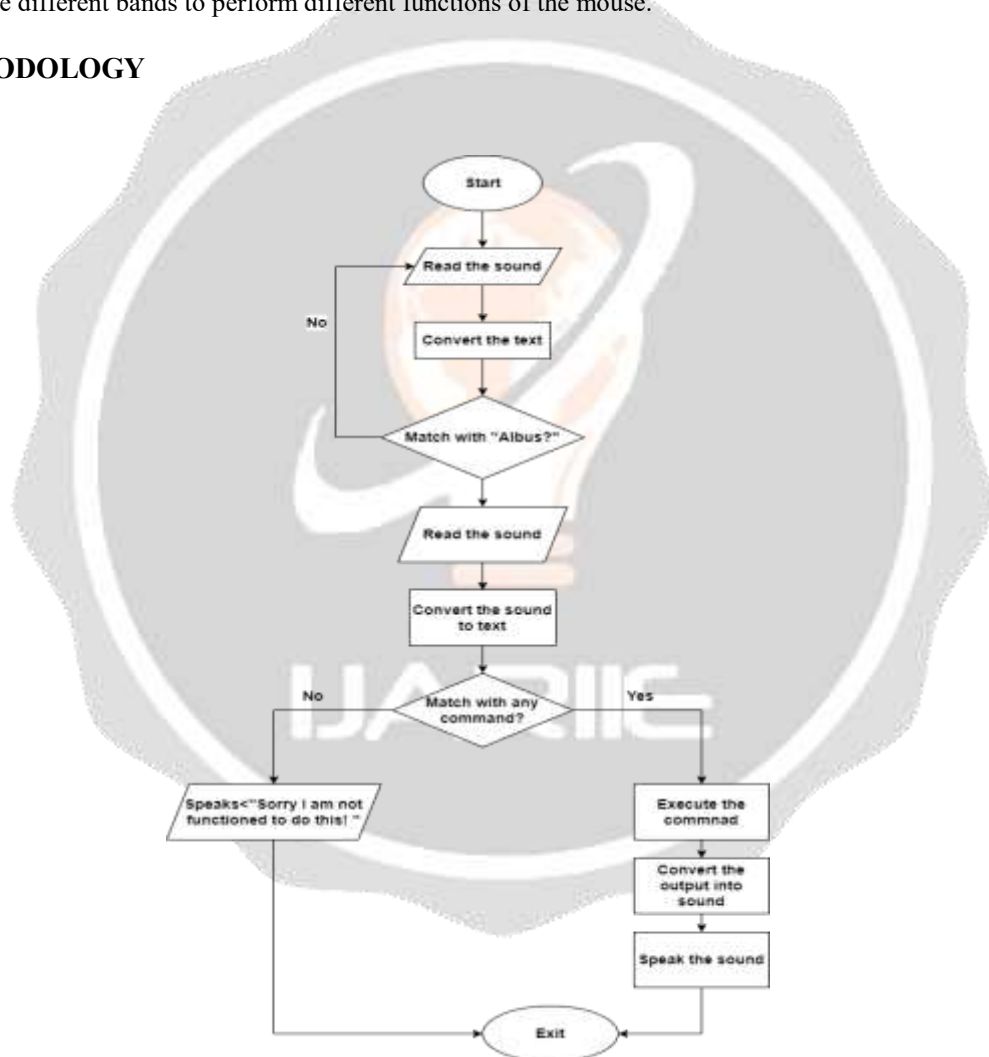 e different bands to perform different functions of the mouse.
ODOLOGY
Start
Read the sound
No
Convert the text
Match with "Albus?"
Read the sound
Convert the sound
to text
No
Match with any
command?
Yes
Speaks<"Sorry i am not
functioned to do this! "
Execute the
commnad
Convert the
output into
sound
Speak the sound
Exit
IJARIIE